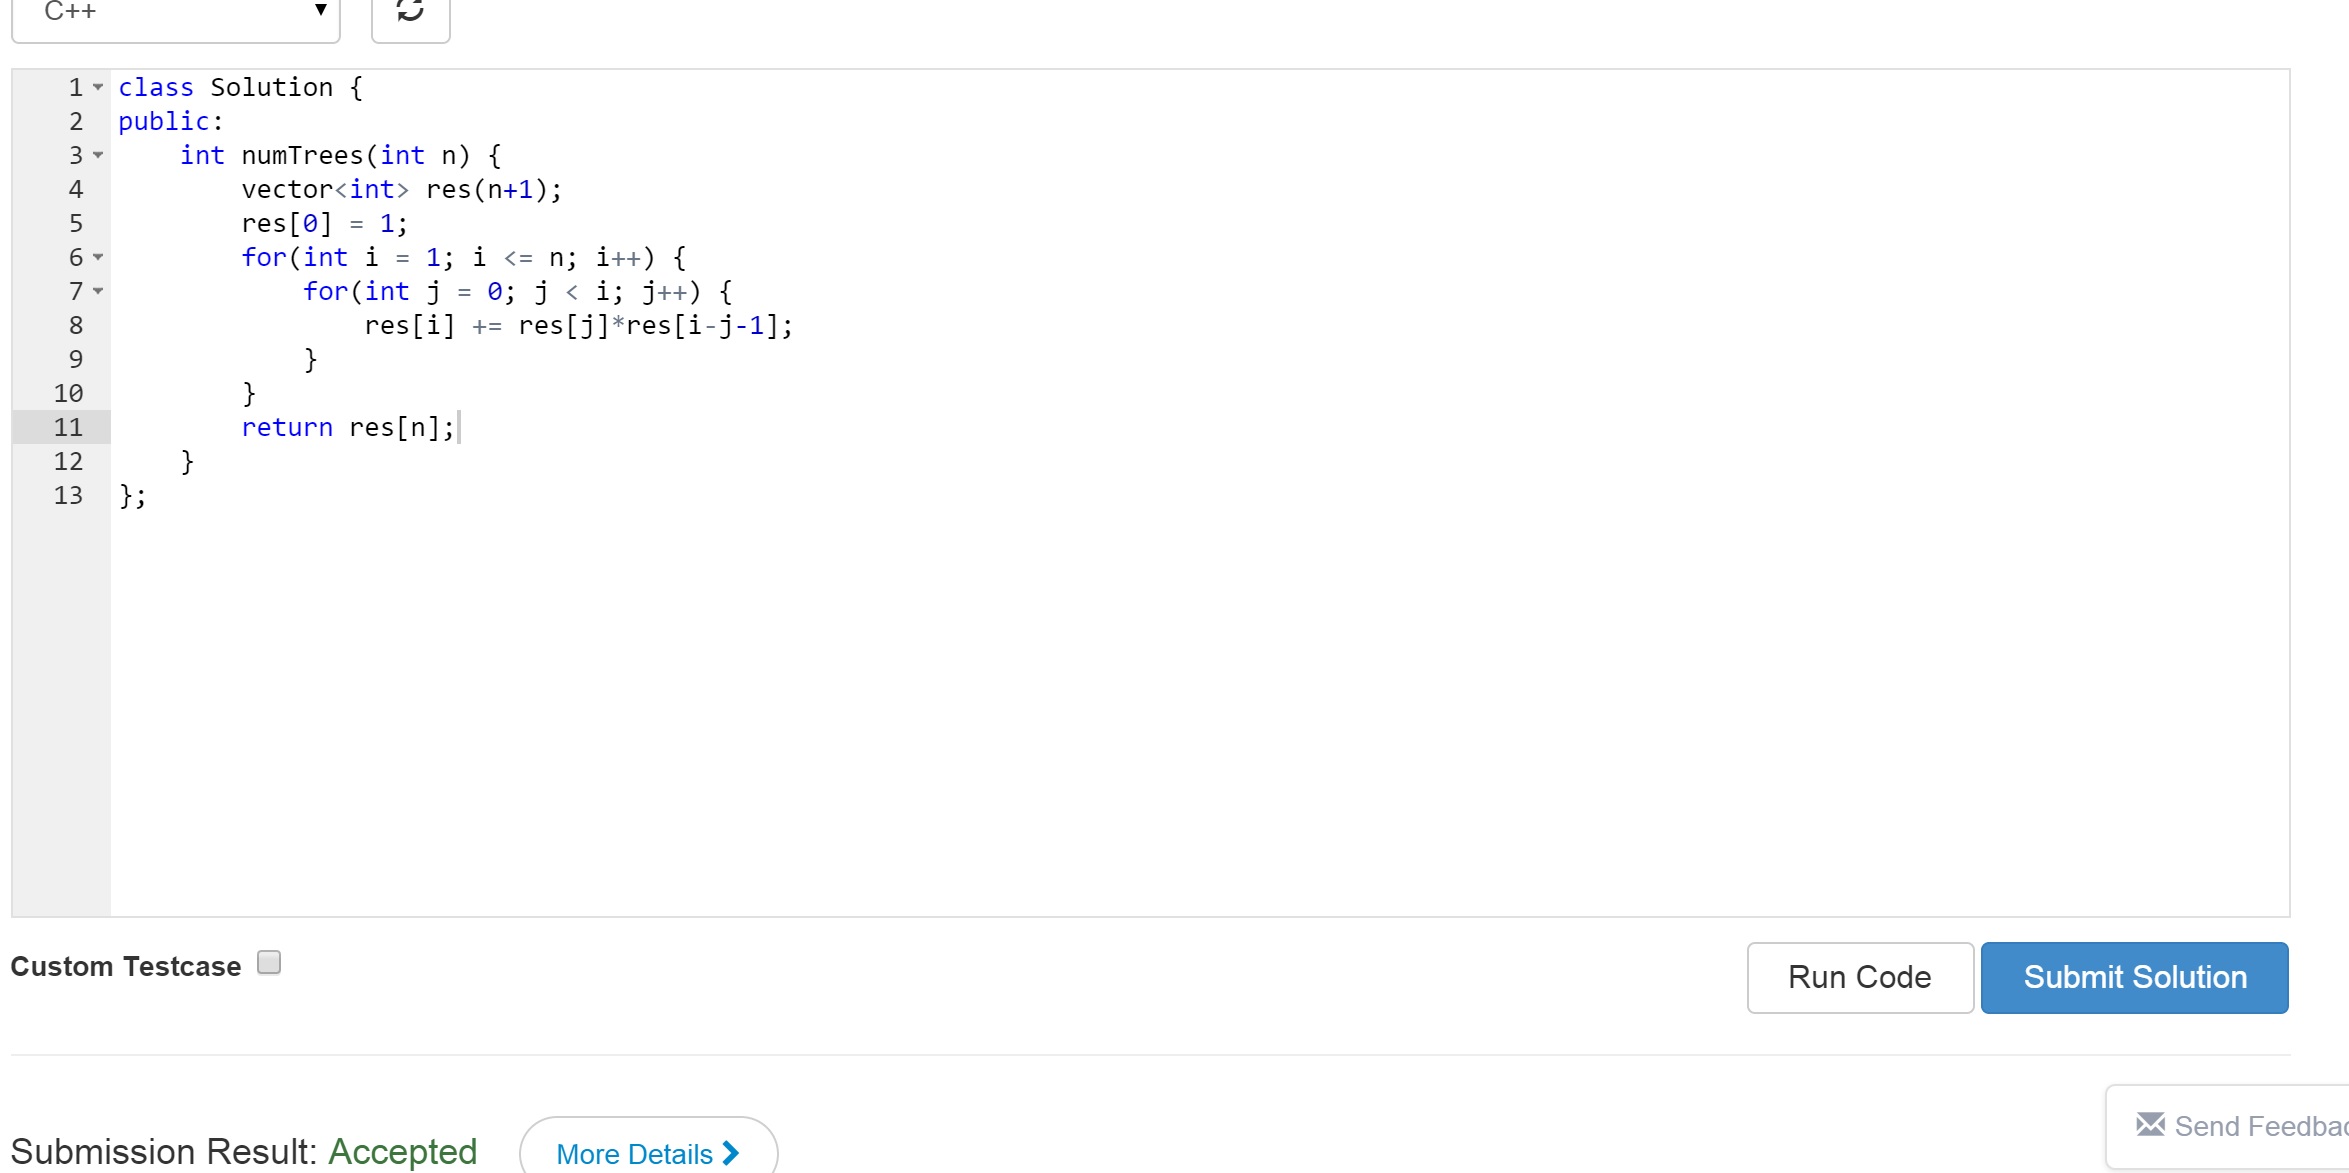 C++
1 class Solution {
2 public:
3     int numTrees(int n) {
4         vector<int> res(n+1);
5         res[0] = 1;
6         for(int i = 1; i <= n; i++) {
7             for(int j = 0; j < i; j++) {
8                 res[i] += res[j]*res[i-j-1];
9             }
10         }
11         return res[n];
12     }
13 };
Custom Testcase
Run Code Submit Solution
Send Feedbac
Submission Result: Accepted More Details